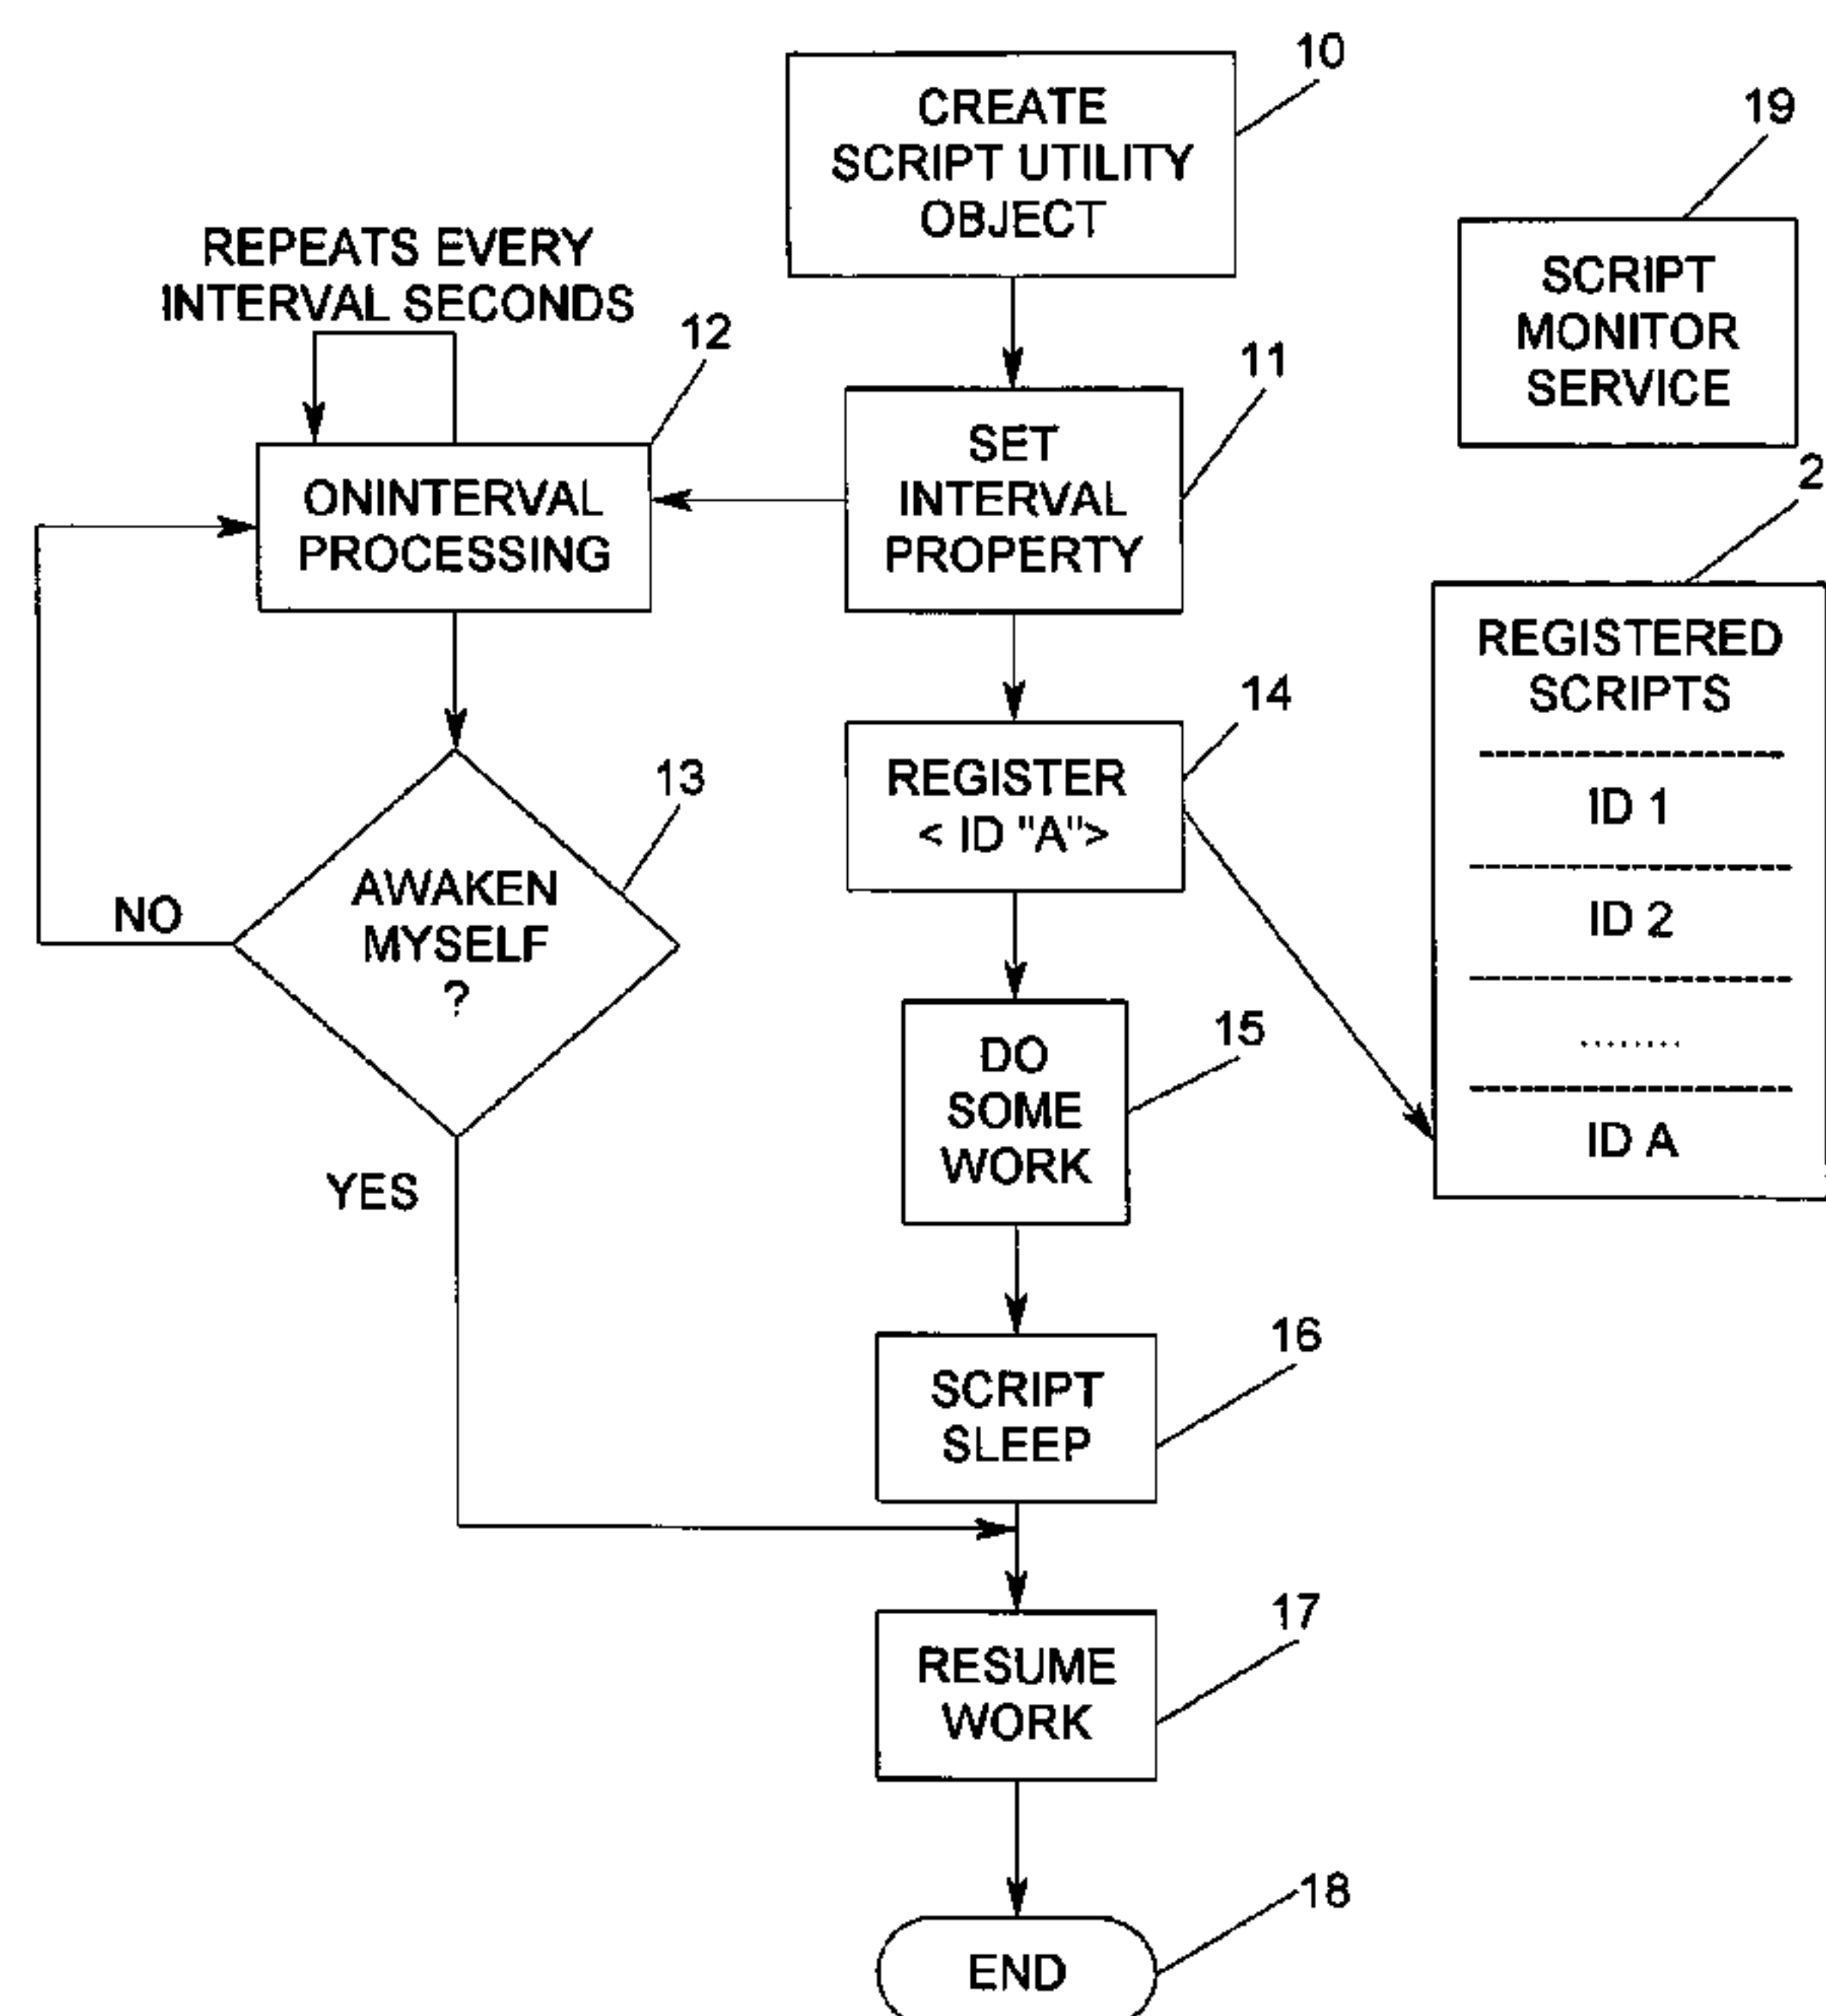 10
CREATE
SCRIPT UTILITY
OBJECT
19
SCRIPT
MONITOR
SERVICE
REPEATS EVERY
INTERVAL SECONDS
12
ONINTERVAL
PROCESSING
11
SET
INTERVAL
PROPERTY
2
REGISTERED
SCRIPTS
ID 1
ID 2
........
ID A
14
REGISTER
< ID "A">
13
AWAKEN
MYSELF
?
NO
YES
15
DO
SOME
WORK
16
SCRIPT
SLEEP
17
RESUME
WORK
18
END